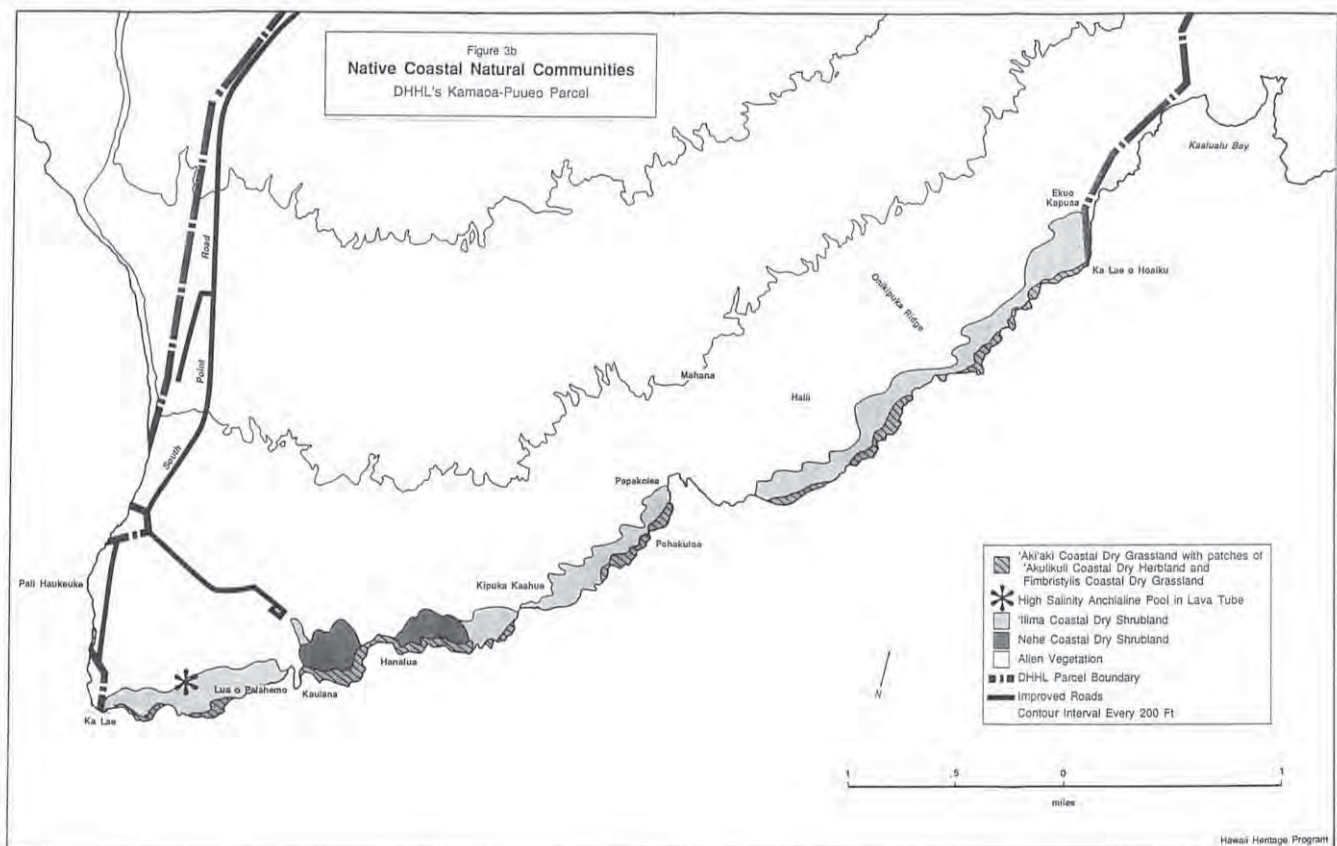 Figure 3b
Native Coastal Natural Communities
DHHL's Kamaoa-Puueo Parcel
Kaalualu Bay
Ekuo
Kapuaa
Road
Ka Lae o Hoaiku
Onikipuka Ridge
Point
Mahana
Halii
South
Papakolea
Pohakuloa
Pali Haukeuke
Kipuka Kaahue
Hanalua
Lua o Palahemo
Kaulana
Ka Lae
'Aki'aki Coastal Dry Grassland with patches of
'Akulikuli Coastal Dry Herbland and
Fimbristylis Coastal Dry Grassland
High Salinity Anchialine Pool in Lava Tube
'Ilima Coastal Dry Shrubland
Nehe Coastal Dry Shrubland
Alien Vegetation
DHHL Parcel Boundary
Improved Roads
Contour Interval Every 200 Ft
N
1 .5 0 1
miles
Hawaii Heritage Program